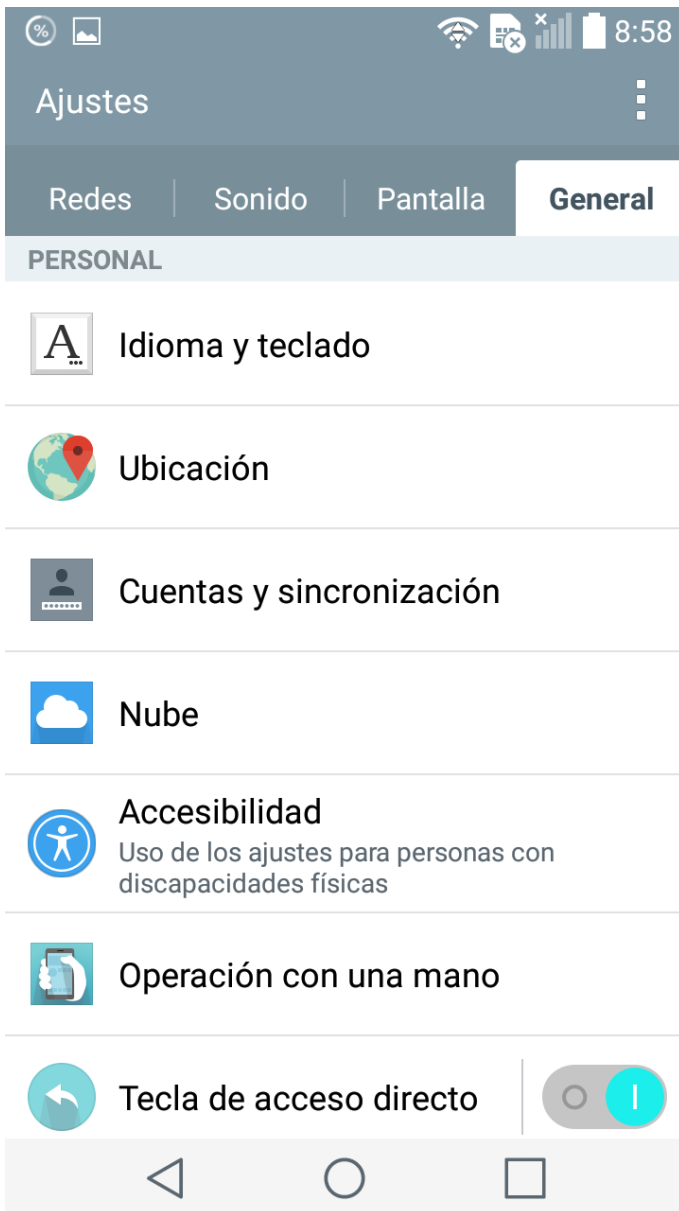 %
8:58
Ajustes
Redes
Sonido
Pantalla
General
PERSONAL
A
Idioma y teclado
Ubicación
Cuentas y sincronización
Nube
Accesibilidad
Uso de los ajustes para personas con
discapacidades físicas
Operación con una mano
Tecla de acceso directo